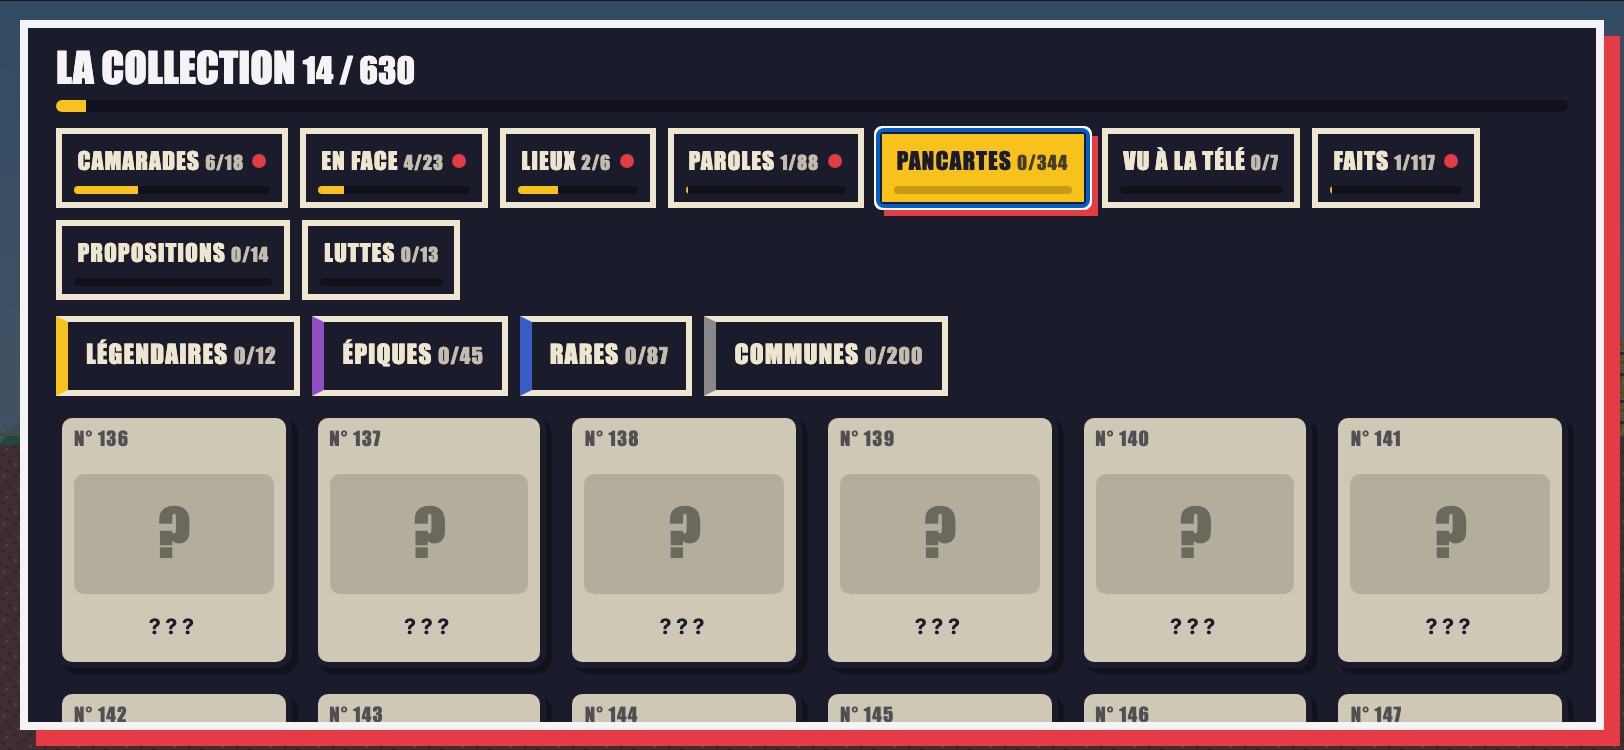 LA COLLECTION 14 / 630
CAMARADES 6/18 EN FACE 4/23 LIEUX 2/6 PAROLES 1/88 PANCARTES 0/344 VU À LA TÉLÉ 0/7 FAITS 1/117
PROPOSITIONS 0/14 LUTTES 0/13
LÉGENDAIRES 0/12 ÉPIQUES 0/45 RARES 0/87 COMMUNES 0/200
N° 136 N° 137 N° 138 N° 139 N° 140 N° 141
? ? ? ? ? ?
??? ??? ??? ??? ??? ???
N° 142 N° 143 N° 144 N° 145 N° 146 N° 147